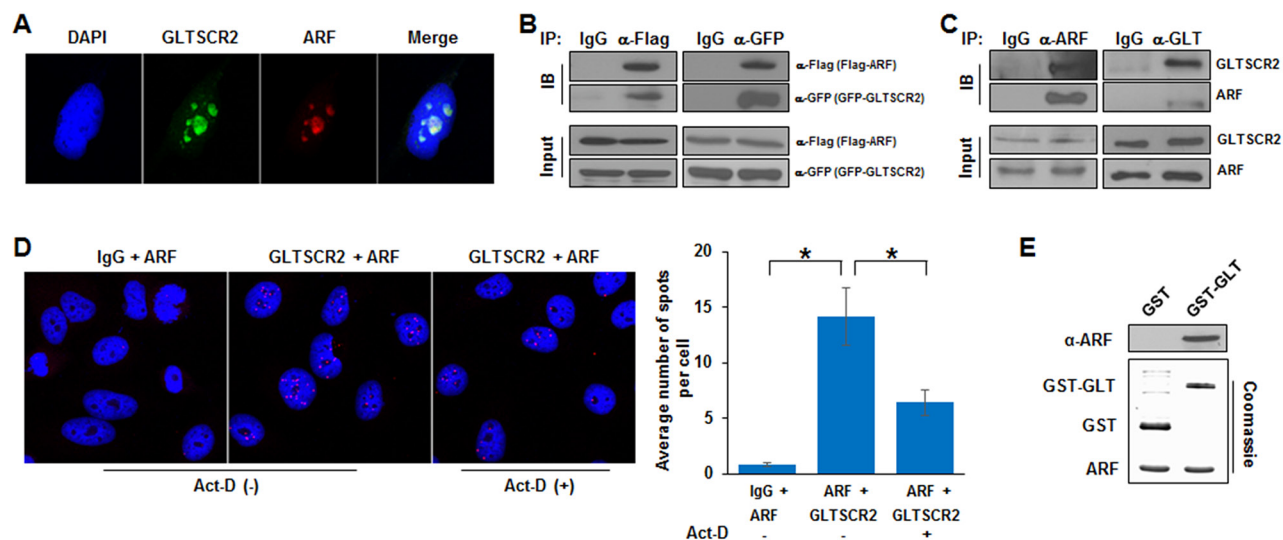 A
DAPI GLTSCR2 ARF Merge
B
IP: IgG α-Flag IgG α-GFP
IB
α-Flag (Flag-ARF)
α-GFP (GFP-GLTSCR2)
Input
α-Flag (Flag-ARF)
α-GFP (GFP-GLTSCR2)
C
IP: IgG α-ARF IgG α-GLT
IB
GLTSCR2
ARF
Input
GLTSCR2
ARF
D
IgG + ARF GLTSCR2 + ARF GLTSCR2 + ARF
Act-D (-) Act-D (+)
Average number of spots
per cell
20
15
10
5
0
* *
IgG + ARF + ARF +
ARF GLTSCR2 GLTSCR2
Act-D - - +
E
GST GST-GLT
α-ARF
GST-GLT
GST
ARF
Coomassie